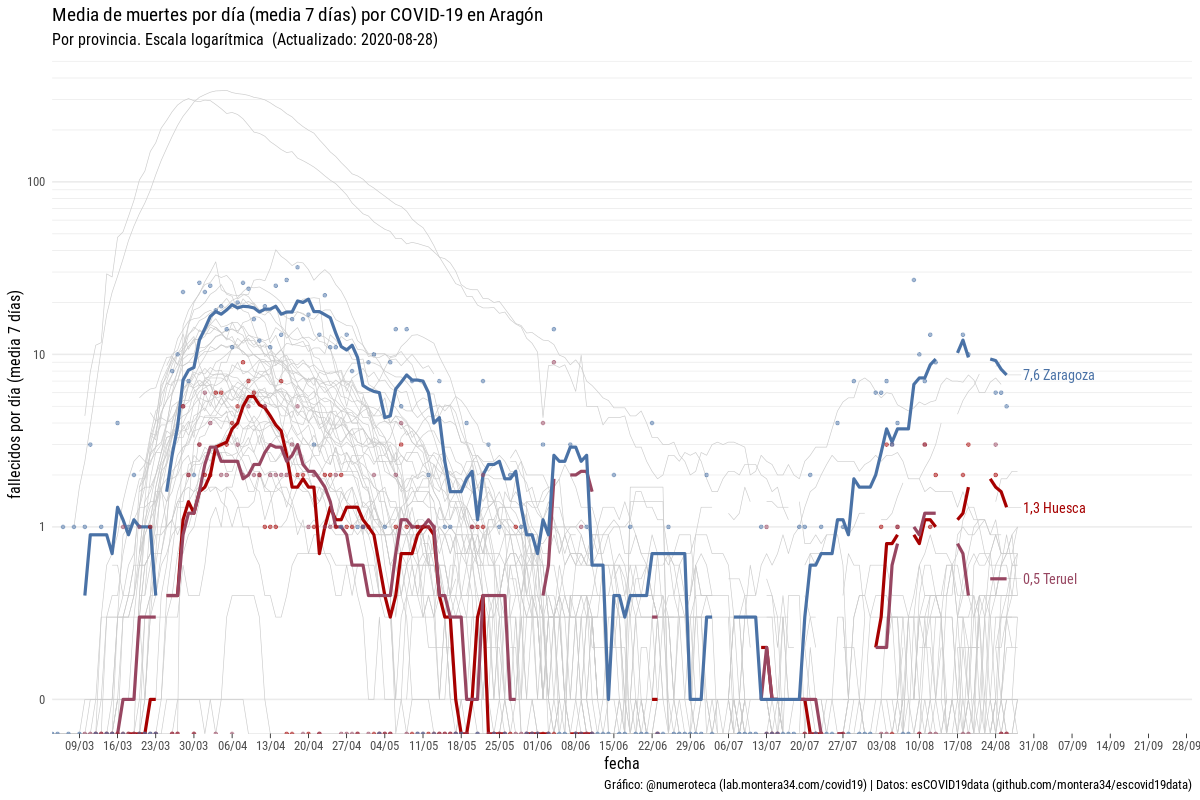 Media de muertes por día (media 7 días) por COVID-19 en Aragón
Por provincia. Escala logarítmica  (Actualizado: 2020-08-28)
fallecidos por día (media  7 días)
100
10
1
0
7,6 Zaragoza
1,3 Huesca
0,5 Teruel
09/03 16/03 23/03 30/03 06/04 13/04 20/04 27/04 04/05 11/05 18/05 25/05 01/06 08/06 15/06 22/06 29/06 06/07 13/07 20/07 27/07 03/08 10/08 17/08 24/08 31/08 07/09 14/09 21/09 28/09
fecha
Gráfico: @numeroteca (lab.montera34.com/covid19) | Datos: esCOVID19data (github.com/montera34/escovid19data)